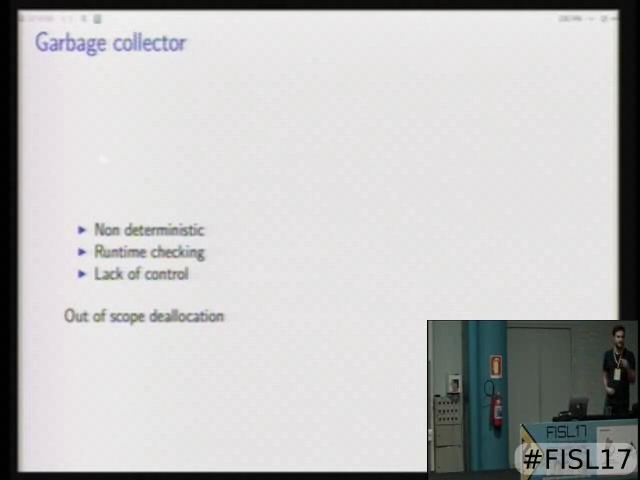 Garbage collector
Non deterministic
Runtime checking
Lack of control
Out of scope deallocation
FISL17
#FISL17